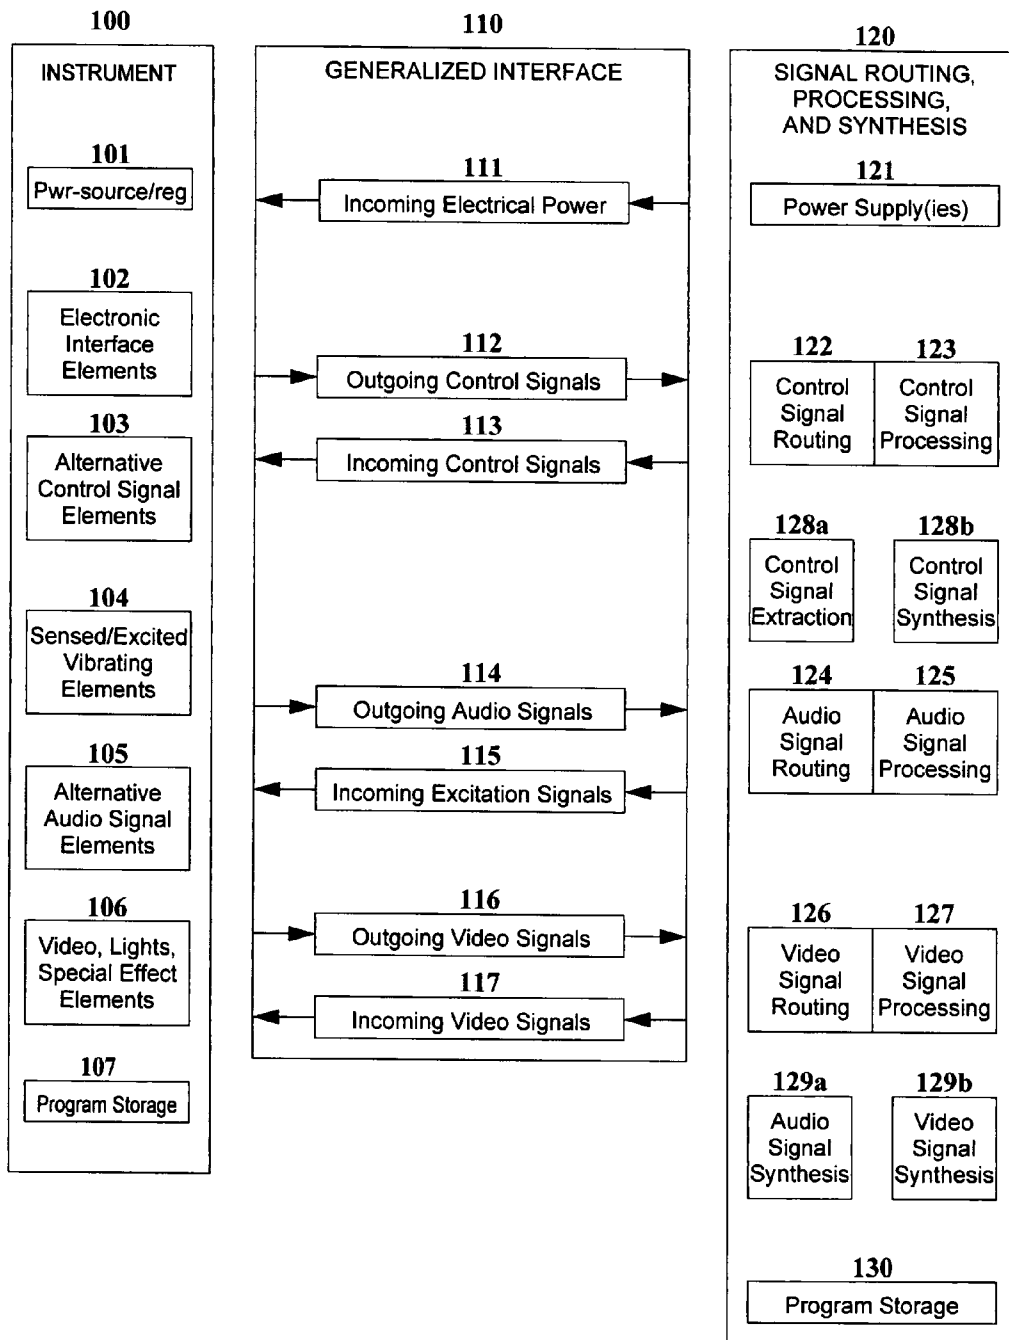 100
INSTRUMENT
101
Pwr-source/reg
102
Electronic
Interface
Elements
103
Alternative
Control Signal
Elements
104
Sensed/Excited
Vibrating
Elements
105
Alternative
Audio Signal
Elements
106
Video, Lights,
Special Effect
Elements
107
Program Storage
110
GENERALIZED INTERFACE
111
Incoming Electrical Power
112
Outgoing Control Signals
113
Incoming Control Signals
114
Outgoing Audio Signals
115
Incoming Excitation Signals
116
Outgoing Video Signals
117
Incoming Video Signals
120
SIGNAL ROUTING,
PROCESSING,
AND SYNTHESIS
121
Power Supply(ies)
122
Control
Signal
Routing
123
Control
Signal
Processing
128a
Control
Signal
Extraction
128b
Control
Signal
Synthesis
124
Audio
Signal
Routing
125
Audio
Signal
Processing
126
Video
Signal
Routing
127
Video
Signal
Processing
129a
Audio
Signal
Synthesis
129b
Video
Signal
Synthesis
130
Program Storage